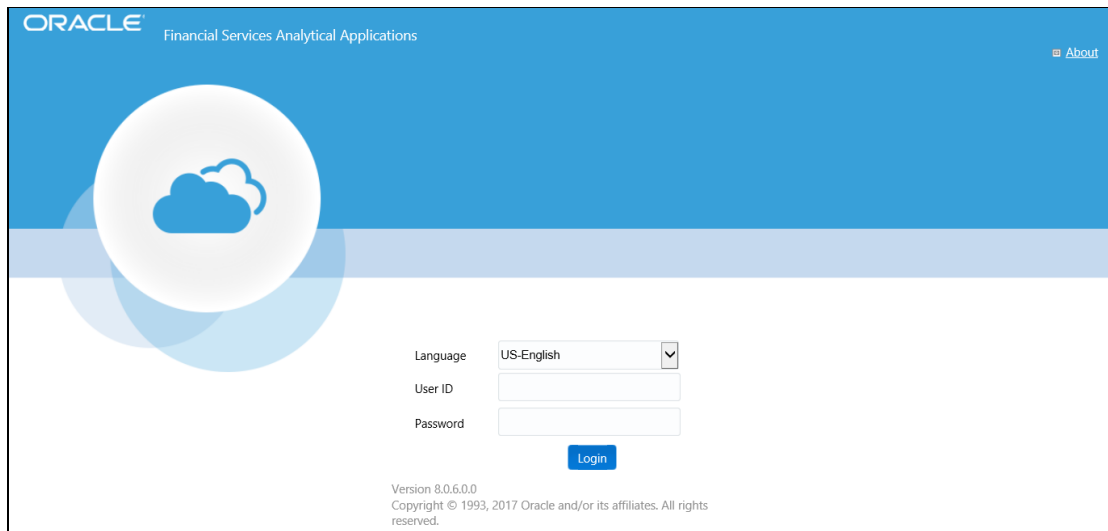 ORACLE
Financial Services Analytical Applications
About
Language US-English
User ID
Password
Login
Version 8.0.6.0.0
Copyright © 1993, 2017 Oracle and/or its affiliates. All rights
reserved.